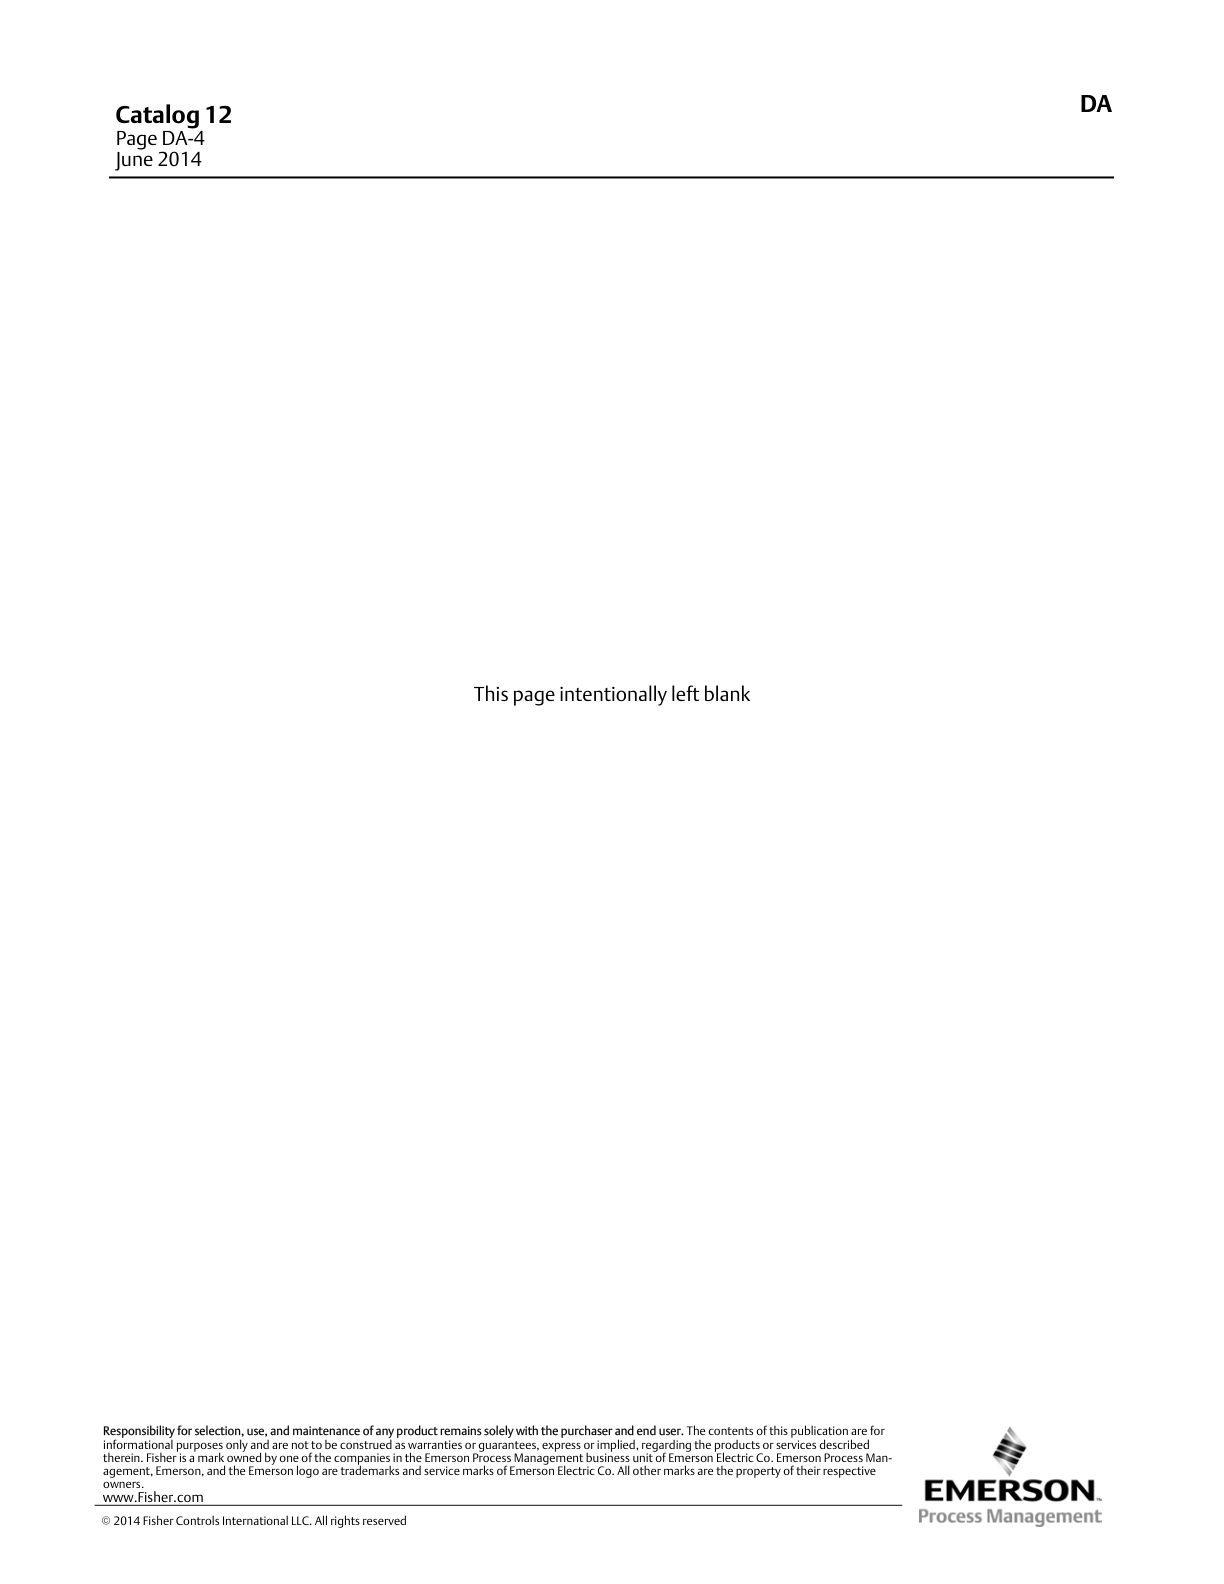 Catalog 12
Page DA-4
June 2014
DA
This page intentionally left blank
Responsibility for selection, use, and maintenance of any product remains solely with the purchaser and end user. The contents of this publication are for
informational purposes only and are not to be construed as warranties or guarantees, express or implied, regarding the products or services described
therein. Fisher is a mark owned by one of the companies in the Emerson Process Management business unit of Emerson Electric Co. Emerson Process Man-
agement, Emerson, and the Emerson logo are trademarks and service marks of Emerson Electric Co. All other marks are the property of their respective
owners.
www.Fisher.com
© 2014 Fisher Controls International LLC. All rights reserved
EMERSON™
Process Management